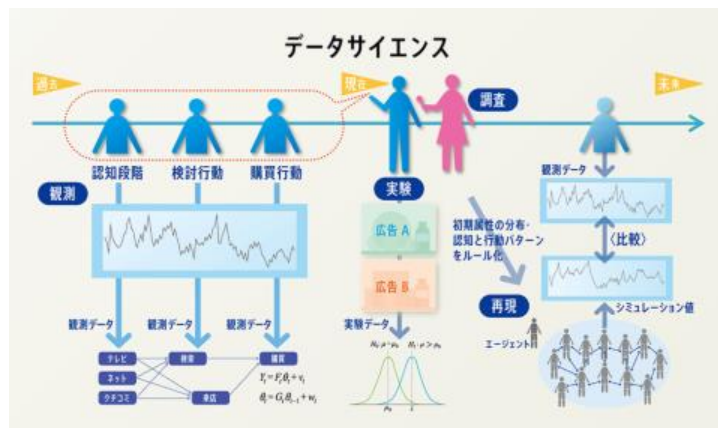 データサイエンス
過去
現在
未来
調査
認知段階
検討行動
購買行動
観測
実験
広告 A
広告 B
初期属性の分布・
認知と行動パターン
をルール化
観測データ
〈比較〉
再現
シミュレーション値
エージェント
観測データ
観測データ
観測データ
実験データ
テレビ
ネット
クチコミ
検索
来店
購買